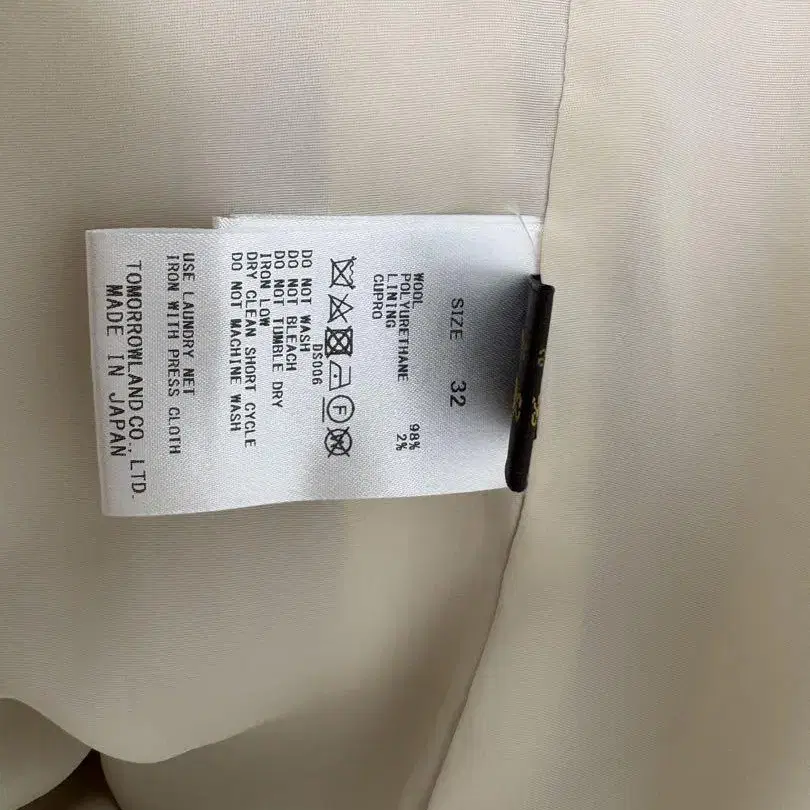 SIZE 32
WOOL 98%
POLYURETHANE 2%
LINING
CUPRO
DS006
DO NOT WASH
DO NOT BLEACH
DO NOT TUMBLE DRY
IRON LOW
DRY CLEAN SHORT CYCLE
DO NOT MACHINE WASH
USE LAUNDRY NET
IRON WITH PRESS CLOTH
TOMORROWLAND CO., LTD.
MADE IN JAPAN